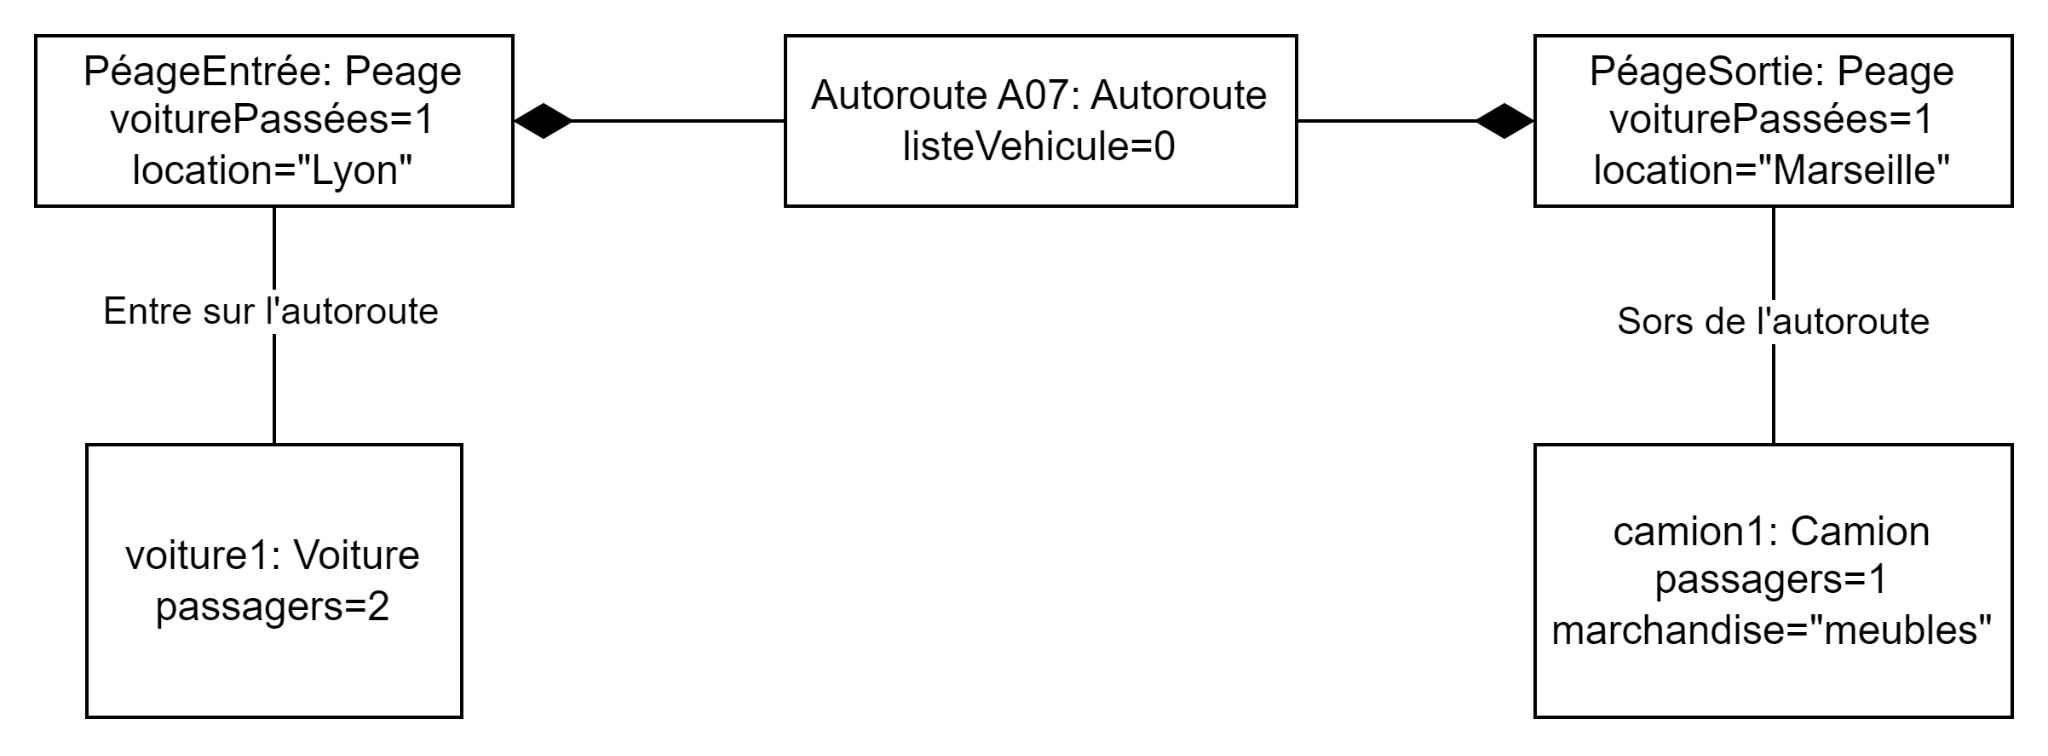 PéageEntrée: Peage
voiturePassées=1
location="Lyon"
Autoroute A07: Autoroute
listeVehicule=0
PéageSortie: Peage
voiturePassées=1
location="Marseille"
Entre sur l'autoroute
Sors de l'autoroute
voiture1: Voiture
passagers=2
camion1: Camion
passagers=1
marchandise="meubles"